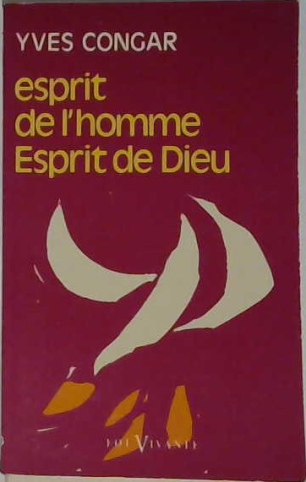 YVES CONGAR
esprit
de l'homme
Esprit de Dieu
FOI VIVANTE